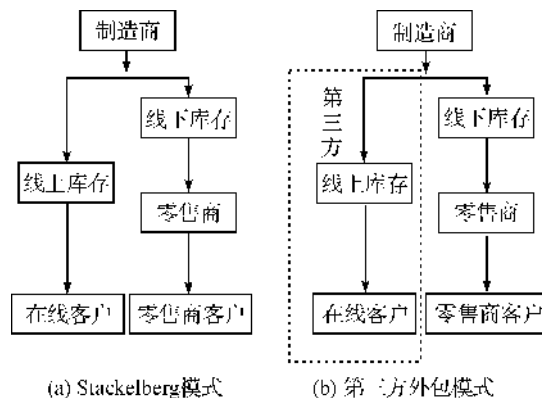 制造商
线下库存
线上库存
零售商
在线客户
零售商客户
(a) Stackelberg模式
制造商
第三方
线下库存
线上库存
零售商
在线客户
零售商客户
(b) 第三方外包模式